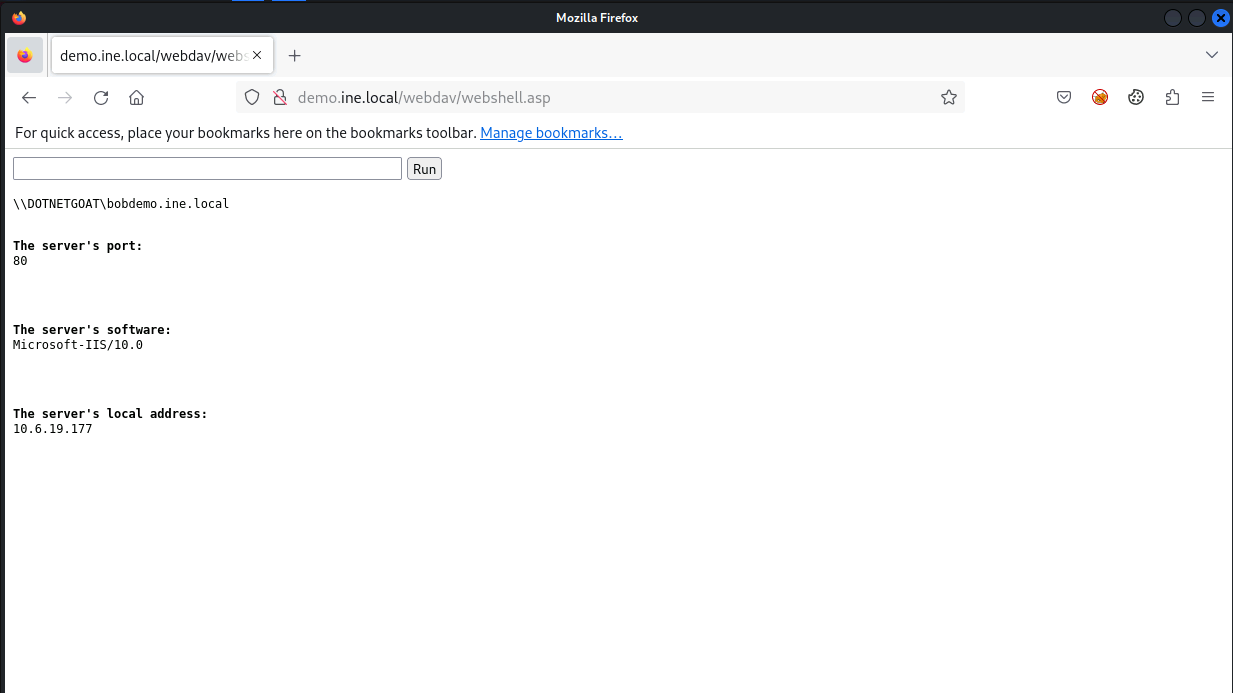 Mozilla Firefox
demo.ine.local/webdav/webs
demo.ine.local/webdav/webshell.asp
For quick access, place your bookmarks here on the bookmarks toolbar. Manage bookmarks…
Run
\\DOTNETGOAT\bobdemo.ine.local
The server's port:
80
The server's software:
Microsoft-IIS/10.0
The server's local address:
10.6.19.177